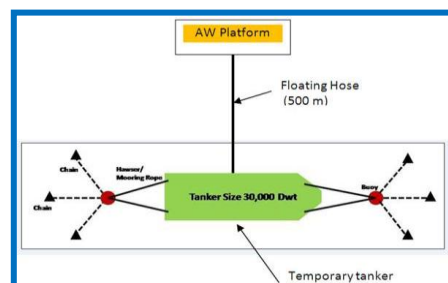 AW Platform
Floating Hose
(500 m)
Chain
Hawser/
Mooring Rope
Buoy
Tanker Size 30,000 Dwt
Chain
Temporary tanker